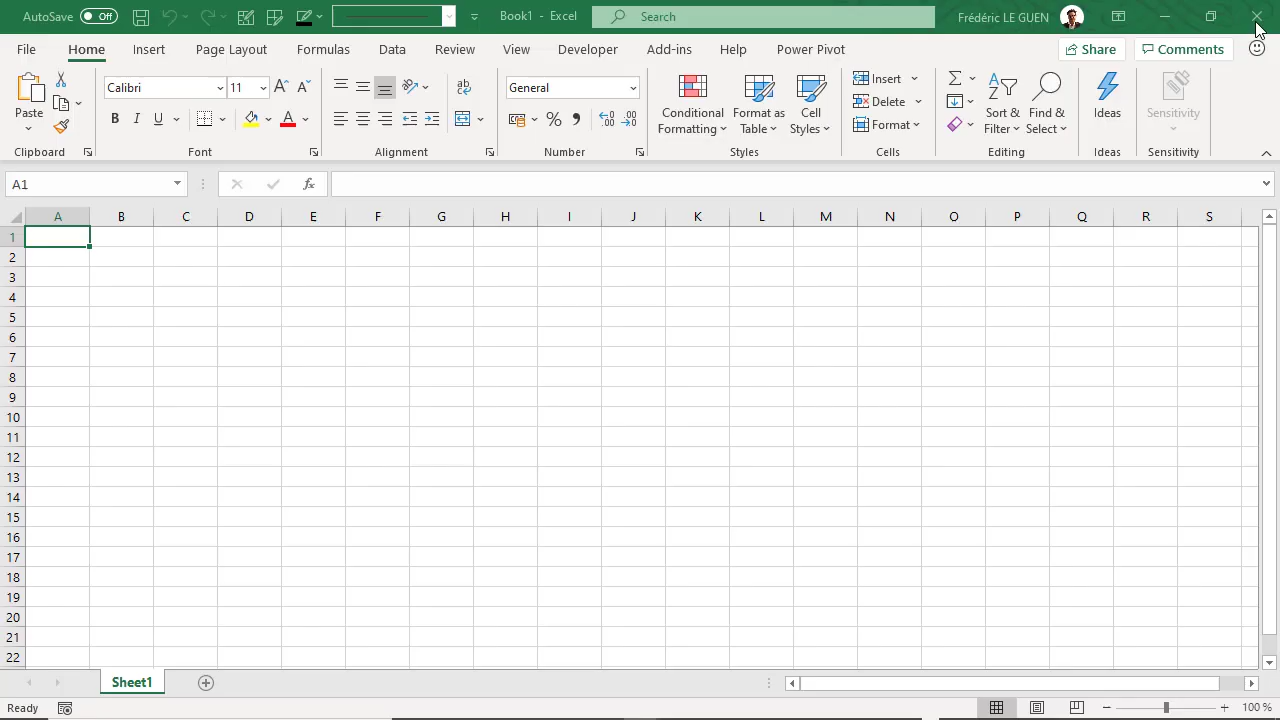 AutoSave Off Book1 - Excel Search Frédéric LE GUEN
File Home Insert Page Layout Formulas Data Review View Developer Add-ins Help Power Pivot Share Comments
Paste
Clipboard
Calibri 11
B I U A
Font
Alignment
General
%
Number
Conditional Formatting
Format as Table
Cell Styles
Styles
Insert
Delete
Format
Cells
Sort & Filter
Find & Select
Editing
Ideas
Ideas
Sensitivity
Sensitivity
A1 fx
A B C D E F G H I J K L M N O P Q R S
1
2
3
4
5
6
7
8
9
10
11
12
13
14
15
16
17
18
19
20
21
22
Sheet1
Ready 100 %